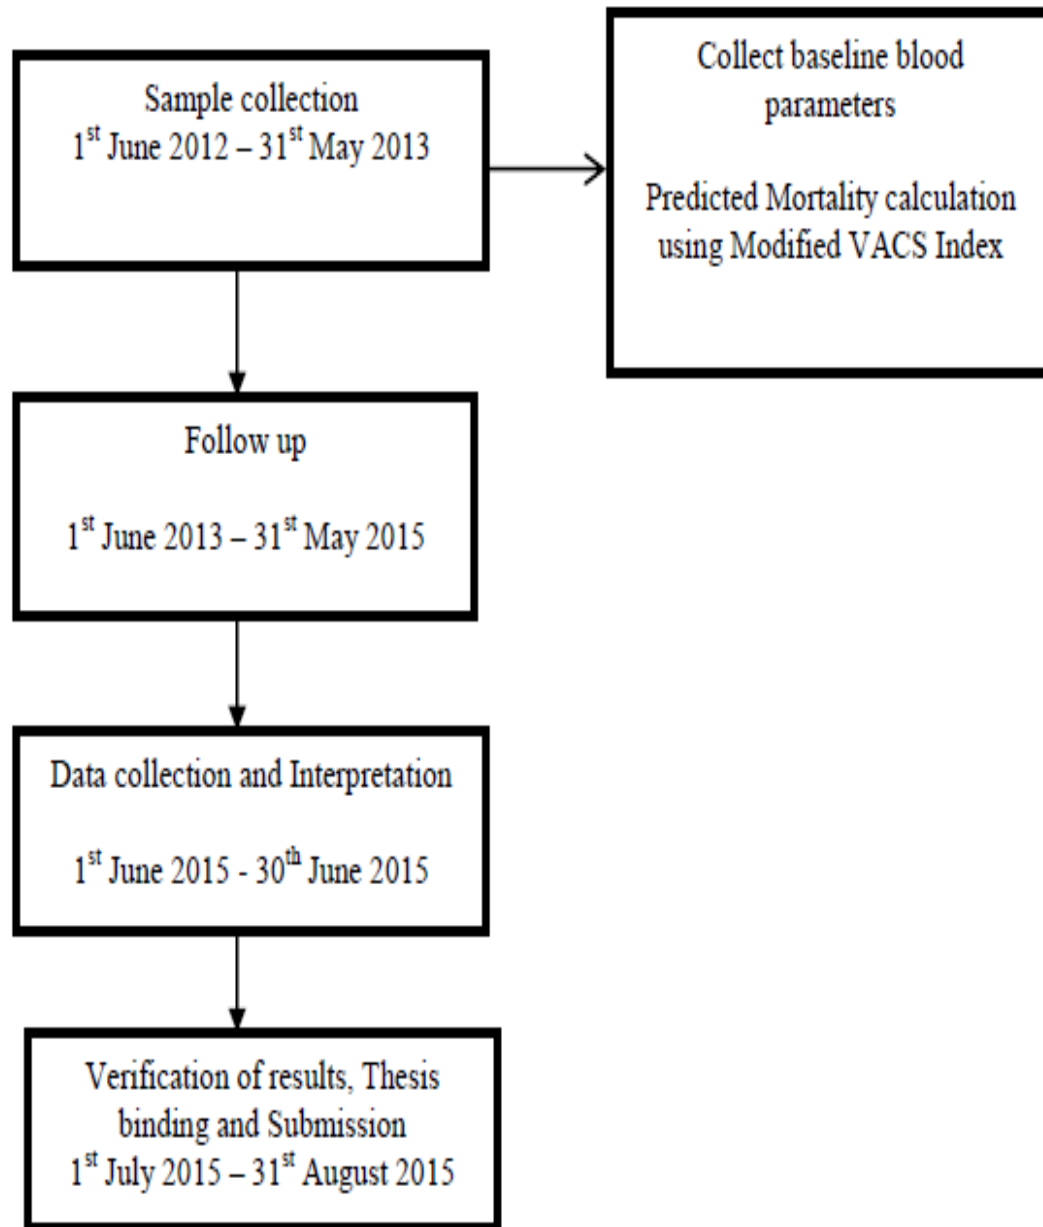 Sample collection
1st June 2012 – 31st May 2013
Collect baseline blood
parameters
Predicted Mortality calculation
using Modified VACS Index
Follow up
1st June 2013 – 31st May 2015
Data collection and Interpretation
1st June 2015 - 30th June 2015
Verification of results, Thesis
binding and Submission
1st July 2015 – 31st August 2015